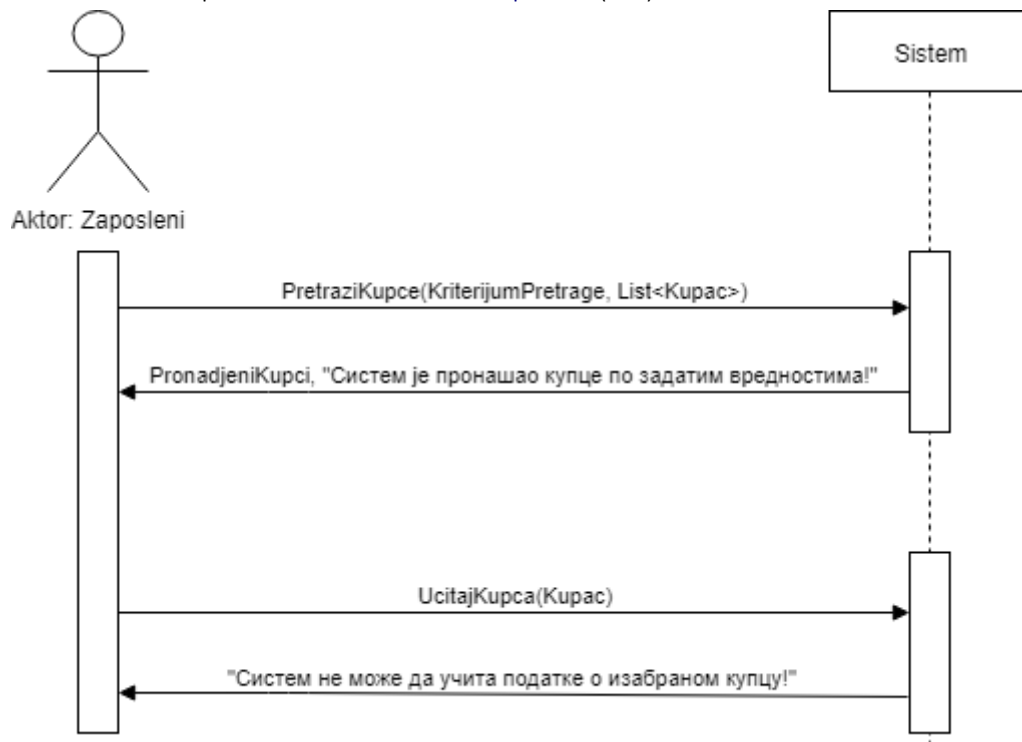 Sistem
Aktor: Zaposleni
PretraziKupce(KriterijumPretrage, List<Kupac>)
PronadjeniKupci, "Систем је пронашао купце по задатим вредностима!"
UcitajKupca(Kupac)
"Систем не може да учита податке о изабраном купцу!"